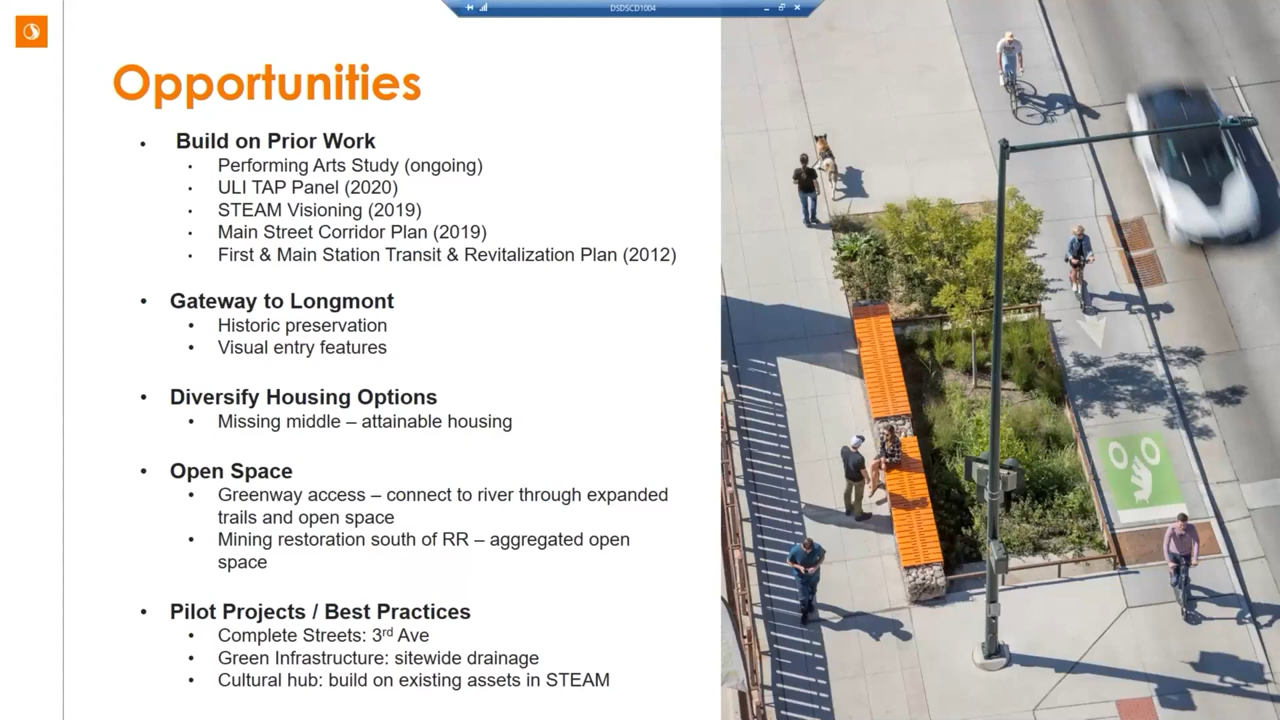 DSDSCD1004
Opportunities
• Build on Prior Work
• Performing Arts Study (ongoing)
• ULI TAP Panel (2020)
• STEAM Visioning (2019)
• Main Street Corridor Plan (2019)
• First & Main Station Transit & Revitalization Plan (2012)
• Gateway to Longmont
• Historic preservation
• Visual entry features
• Diversify Housing Options
• Missing middle – attainable housing
• Open Space
• Greenway access – connect to river through expanded
trails and open space
• Mining restoration south of RR – aggregated open
space
• Pilot Projects / Best Practices
• Complete Streets: 3rd Ave
• Green Infrastructure: sitewide drainage
• Cultural hub: build on existing assets in STEAM